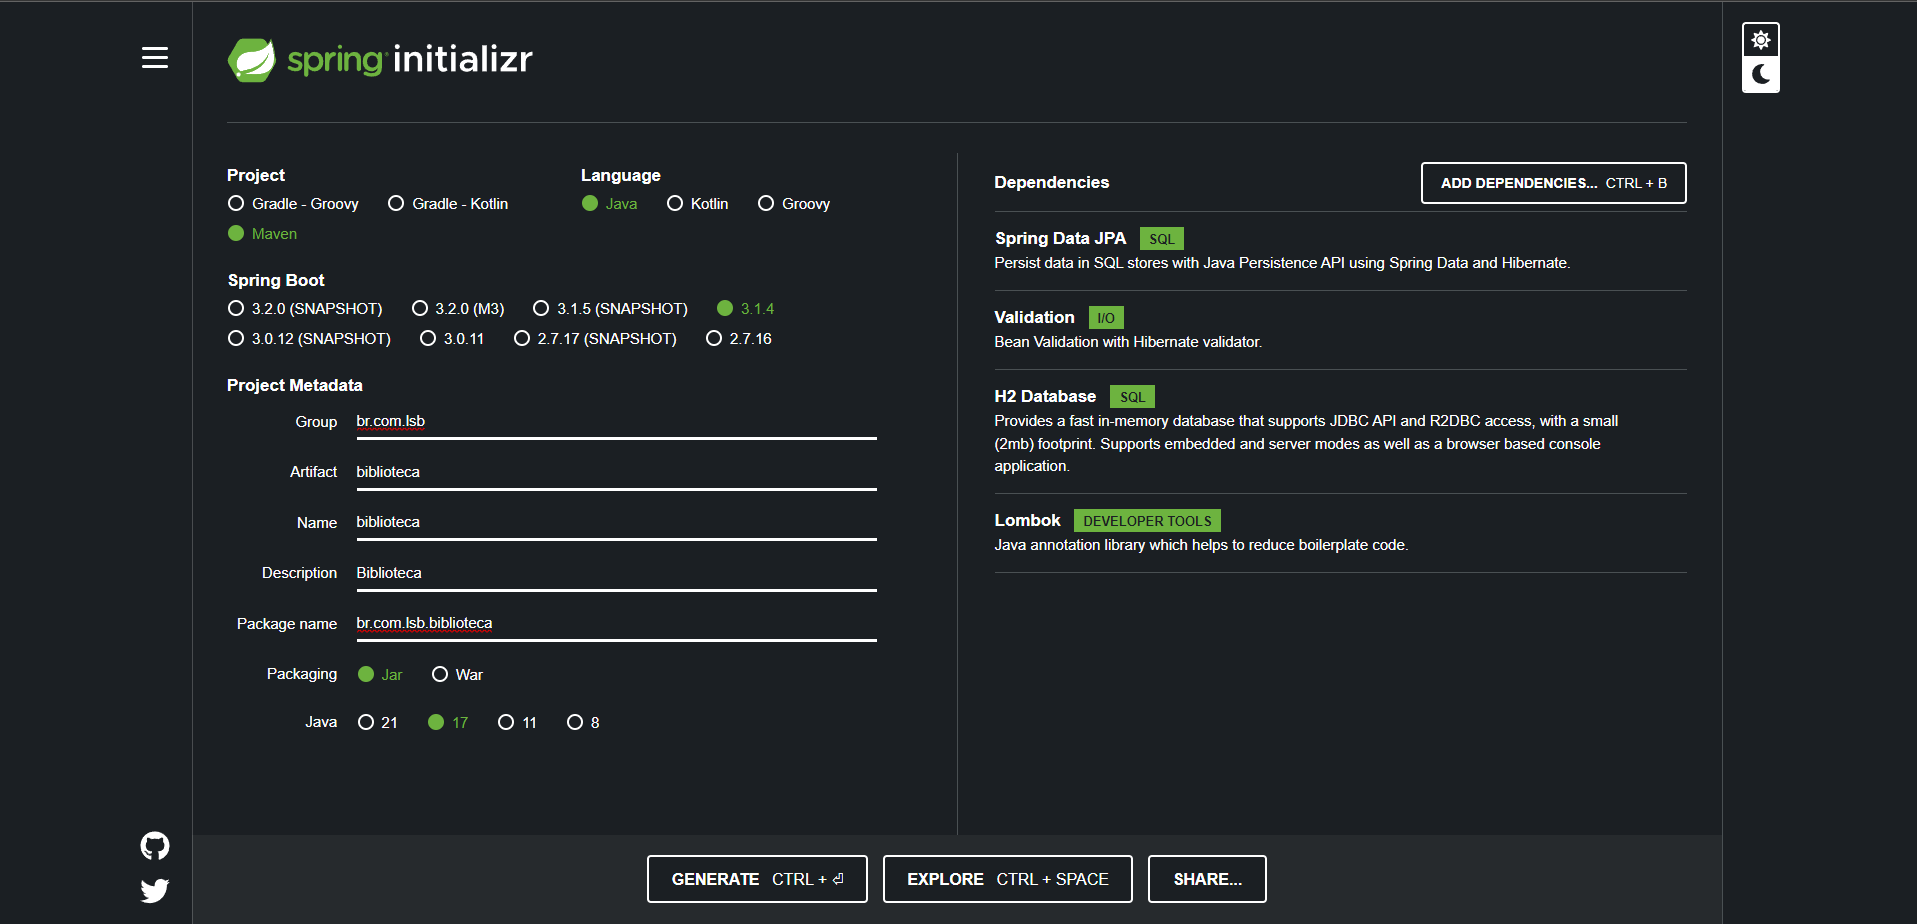 spring initializr
Project
Gradle - Groovy Gradle - Kotlin
Maven
Language
Java Kotlin Groovy
Spring Boot
3.2.0 (SNAPSHOT) 3.2.0 (M3) 3.1.5 (SNAPSHOT) 3.1.4
3.0.12 (SNAPSHOT) 3.0.11 2.7.17 (SNAPSHOT) 2.7.16
Project Metadata
Group br.com.lsb
Artifact biblioteca
Name biblioteca
Description Biblioteca
Package name br.com.lsb.biblioteca
Packaging Jar War
Java 21 17 11 8
Dependencies ADD DEPENDENCIES... CTRL + B
Spring Data JPA SQL
Persist data in SQL stores with Java Persistence API using Spring Data and Hibernate.
Validation I/O
Bean Validation with Hibernate validator.
H2 Database SQL
Provides a fast in-memory database that supports JDBC API and R2DBC access, with a small
(2mb) footprint. Supports embedded and server modes as well as a browser based console
application.
Lombok DEVELOPER TOOLS
Java annotation library which helps to reduce boilerplate code.
GENERATE CTRL + ⏎ EXPLORE CTRL + SPACE SHARE...